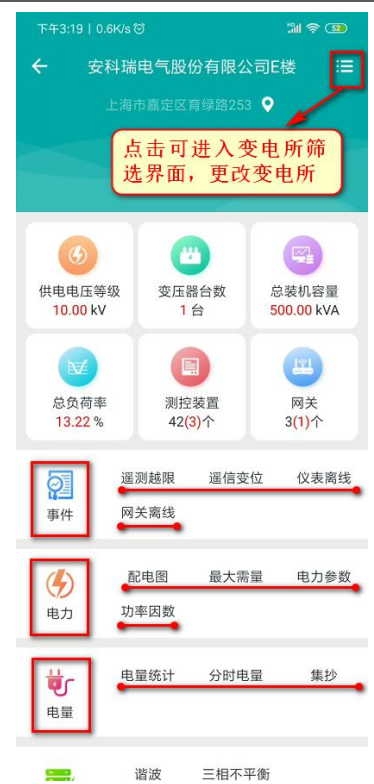 下午3:19 | 0.6K/s
52
安科瑞电气股份有限公司E楼
上海市嘉定区育绿路253
点击可进入变电所筛
选界面，更改变电所
供电电压等级
10.00 kV
变压器台数
1 台
总装机容量
500.00 kVA
总负荷率
13.22 %
测控装置
42(3)个
网关
3(1)个
事件
遥测越限 遥信变位 仪表离线
网关离线
电力
配电图 最大需量 电力参数
功率因数
电量
电量统计 分时电量 集抄
谐波 三相不平衡